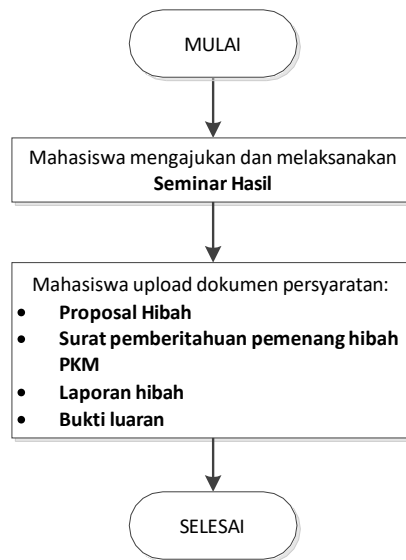 MULAI
Mahasiswa mengajukan dan melaksanakan
Seminar Hasil
Mahasiswa upload dokumen persyaratan:
• Proposal Hibah
• Surat pemberitahuan pemenang hibah
PKM
• Laporan hibah
• Bukti luaran
SELESAI